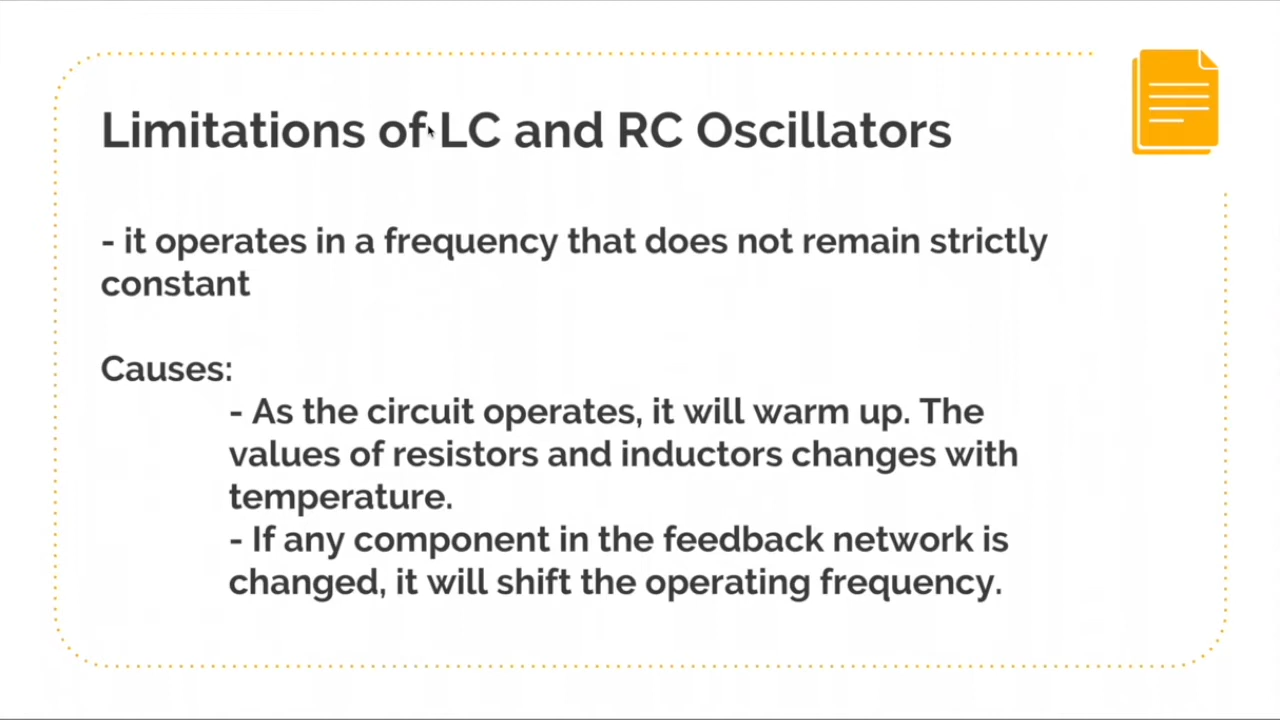 Limitations of LC and RC Oscillators
- it operates in a frequency that does not remain strictly
constant
Causes:
- As the circuit operates, it will warm up. The
values of resistors and inductors changes with
temperature.
- If any component in the feedback network is
changed, it will shift the operating frequency.